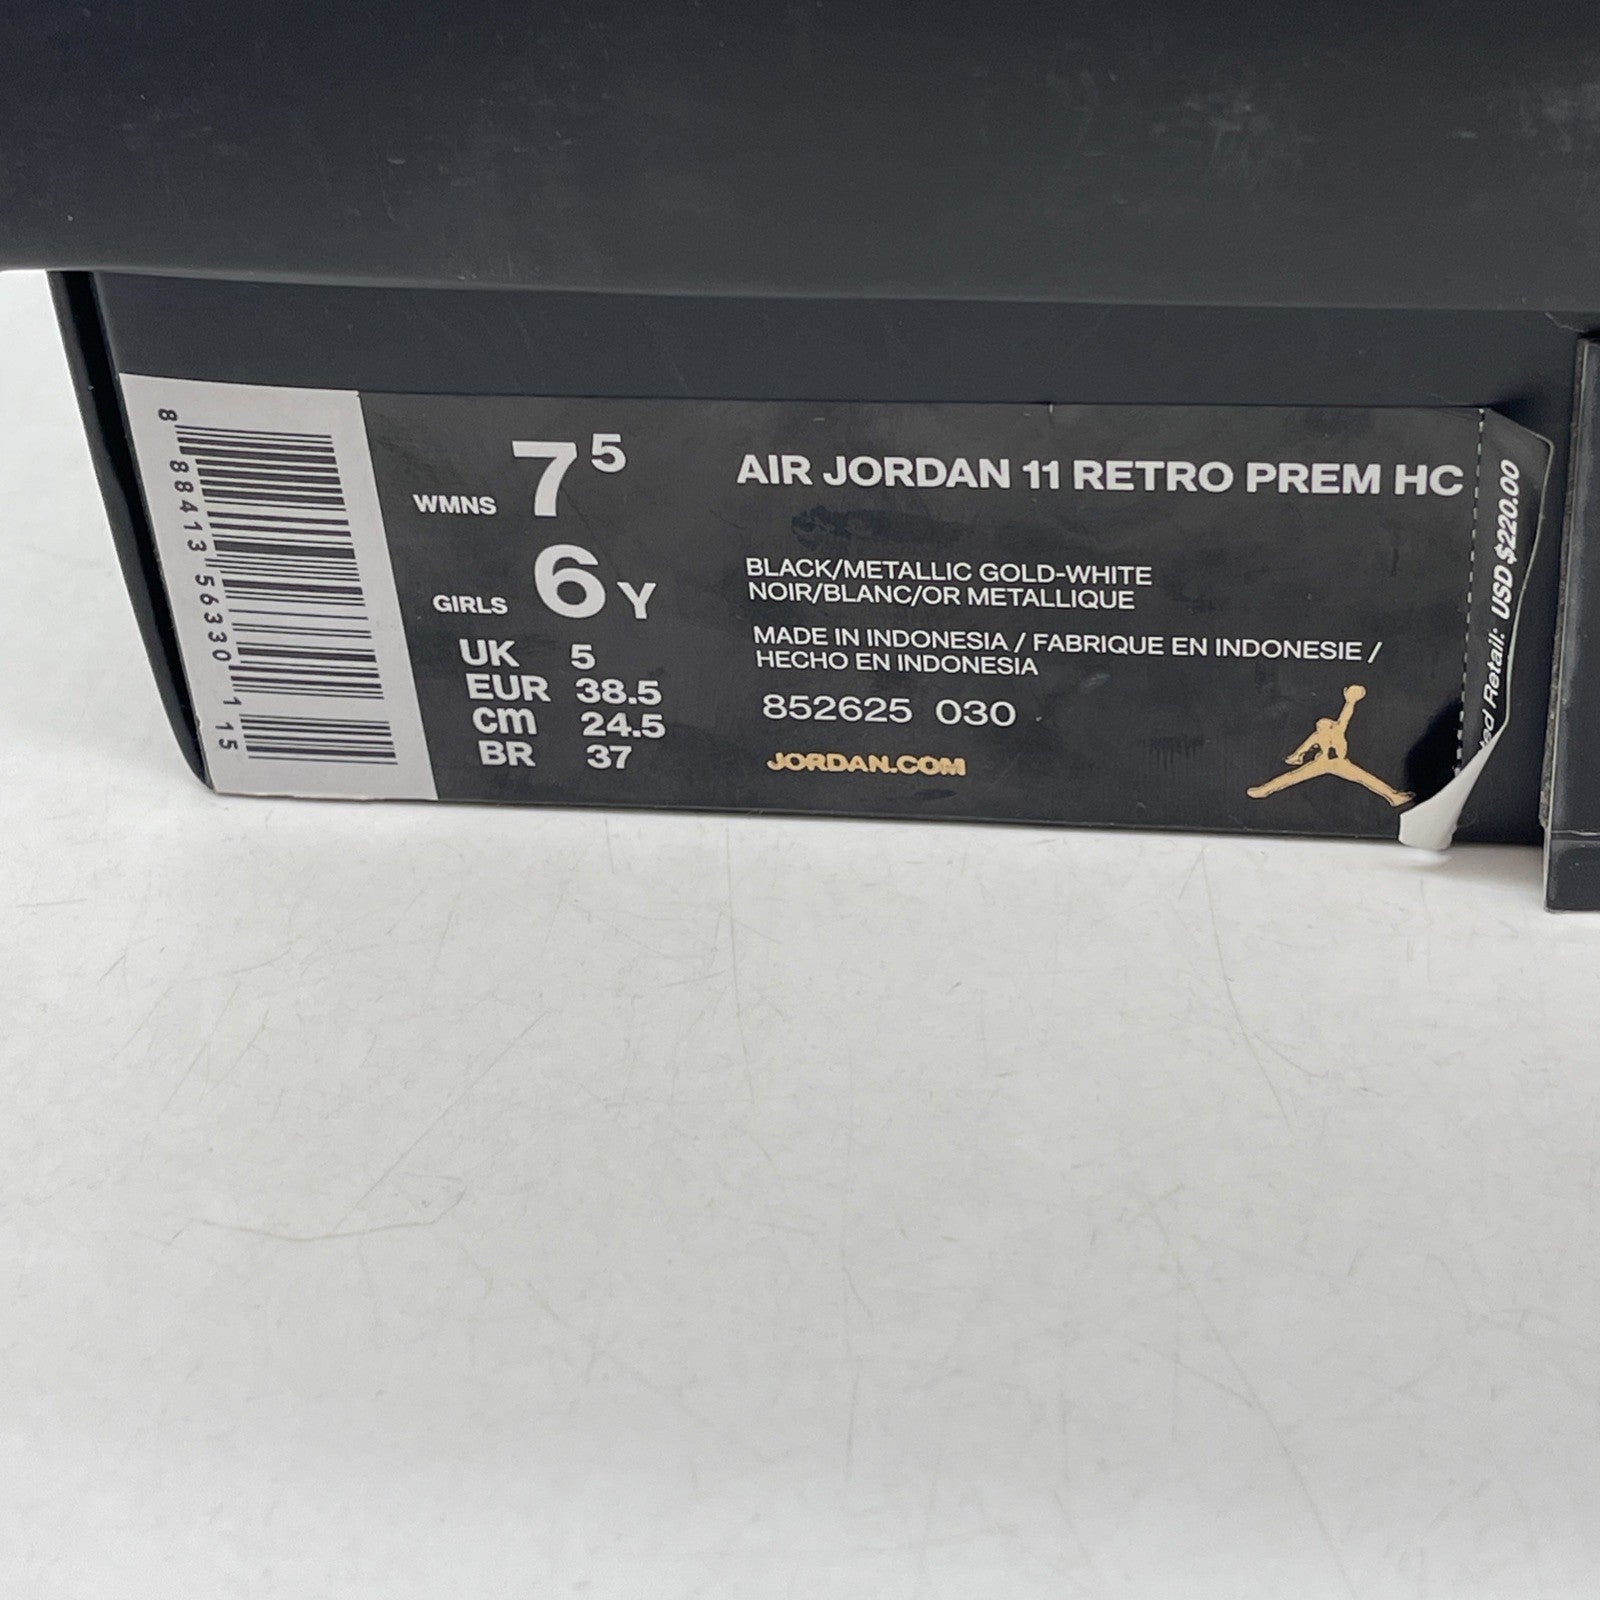 8 88413 56330 1 15
WMNS 7 5
GIRLS 6 Y
UK 5
EUR 38.5
cm 24.5
BR 37
AIR JORDAN 11 RETRO PREM HC
BLACK/METALLIC GOLD-WHITE
NOIR/BLANC/OR METALLIQUE
MADE IN INDONESIA / FABRIQUE EN INDONESIE /
HECHO EN INDONESIA
852625 030
JORDAN.COM
Retail: USD $220.00